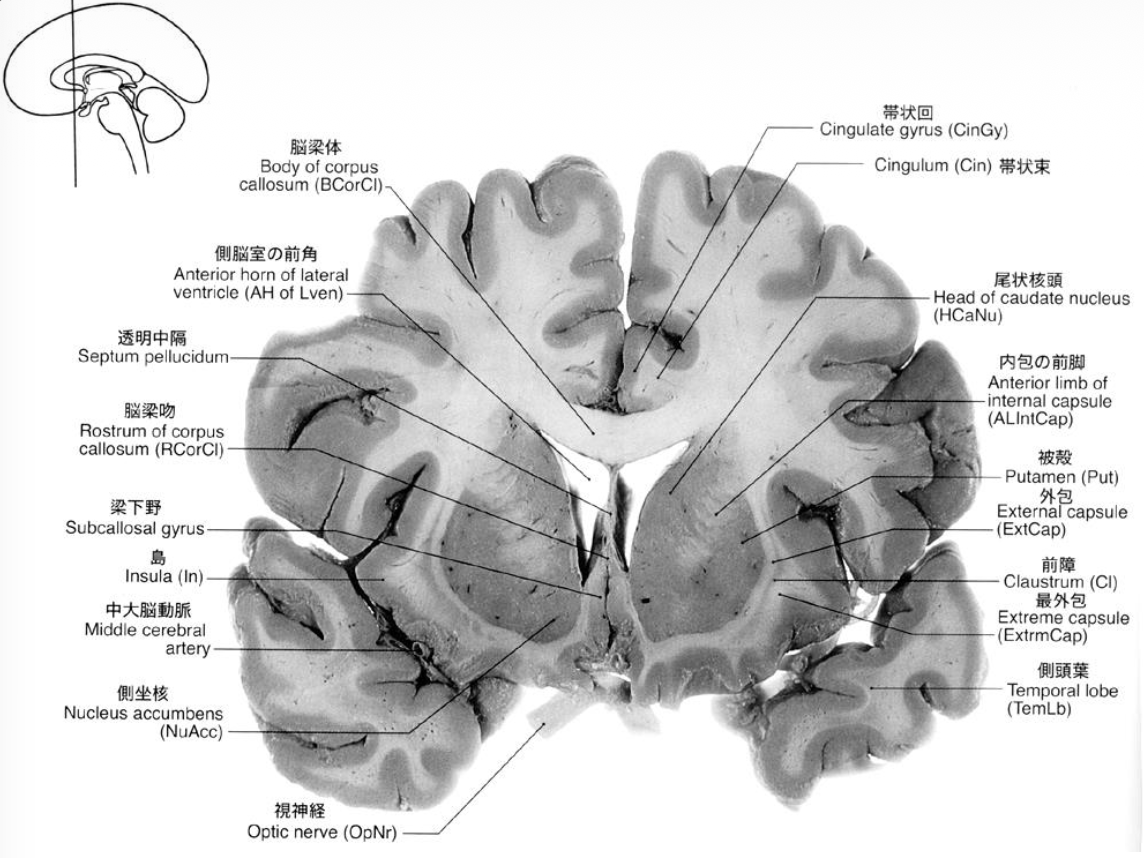 脳梁体
Body of corpus
callosum (BCorCl)
側脳室の前角
Anterior horn of lateral
ventricle (AH of Lven)
透明中隔
Septum pellucidum
脳梁吻
Rostrum of corpus
callosum (RCorCl)
梁下野
Subcallosal gyrus
島
Insula (In)
中大脳動脈
Middle cerebral
artery
側坐核
Nucleus accumbens
(NuAcc)
視神経
Optic nerve (OpNr)
帯状回
Cingulate gyrus (CinGy)
Cingulum (Cin) 帯状束
尾状核頭
Head of caudate nucleus
(HCaNu)
内包の前脚
Anterior limb of
internal capsule
(ALIntCap)
被殻
Putamen (Put)
外包
External capsule
(ExtCap)
前障
Claustrum (Cl)
最外包
Extreme capsule
(ExtrmCap)
側頭葉
Temporal lobe
(TemLb)